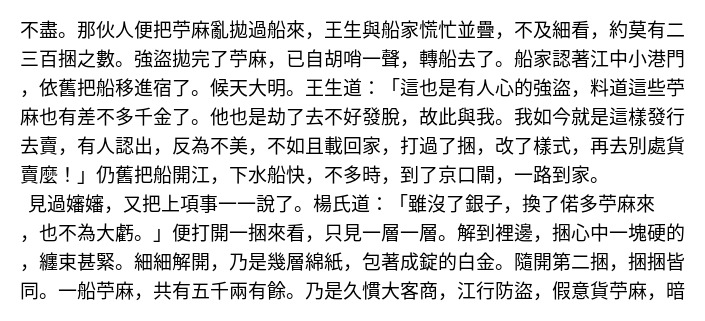 不盡。那伙人便把苧麻亂拋過船來，王生與船家慌忙並疊，不及細看，約莫有二
三百捆之數。強盜拋完了苧麻，已自胡哨一聲，轉船去了。船家認著江中小港門
，依舊把船移進宿了。候天大明。王生道：「這也是有人心的強盜，料道這些苧
麻也有差不多千金了。他也是劫了去不好發脫，故此與我。我如今就是這樣發行
去賣，有人認出，反為不美，不如且載回家，打過了捆，改了樣式，再去別處貨
賣麼！」仍舊把船開江，下水船快，不多時，到了京口閘，一路到家。
見過嬸嬸，又把上項事一一說了。楊氏道：「雖沒了銀子，換了偌多苧麻來
，也不為大虧。」便打開一捆來看，只見一層一層。解到裡邊，捆心中一塊硬的
，纏束甚緊。細細解開，乃是幾層綿紙，包著成錠的白金。隨開第二捆，捆捆皆
同。一船苧麻，共有五千兩有餘。乃是久慣大客商，江行防盜，假意貨苧麻，暗